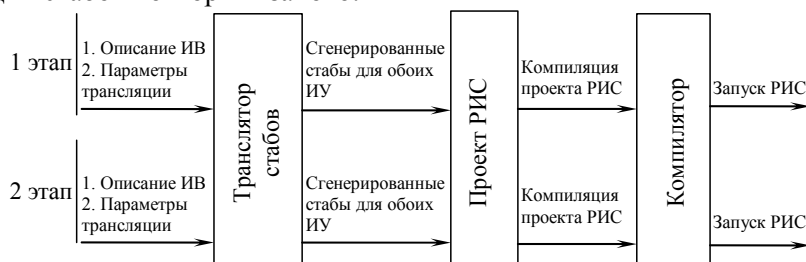 1 этап
1. Описание ИВ
2. Параметры
трансляции
Транслятор
стабов
Сгенерированные
стабы для обоих
ИУ
Проект РИС
Компиляция
проекта РИС
Компилятор
Запуск РИС
2 этап
1. Описание ИВ
2. Параметры
трансляции
Сгенерированные
стабы для обоих
ИУ
Компиляция
проекта РИС
Запуск РИС